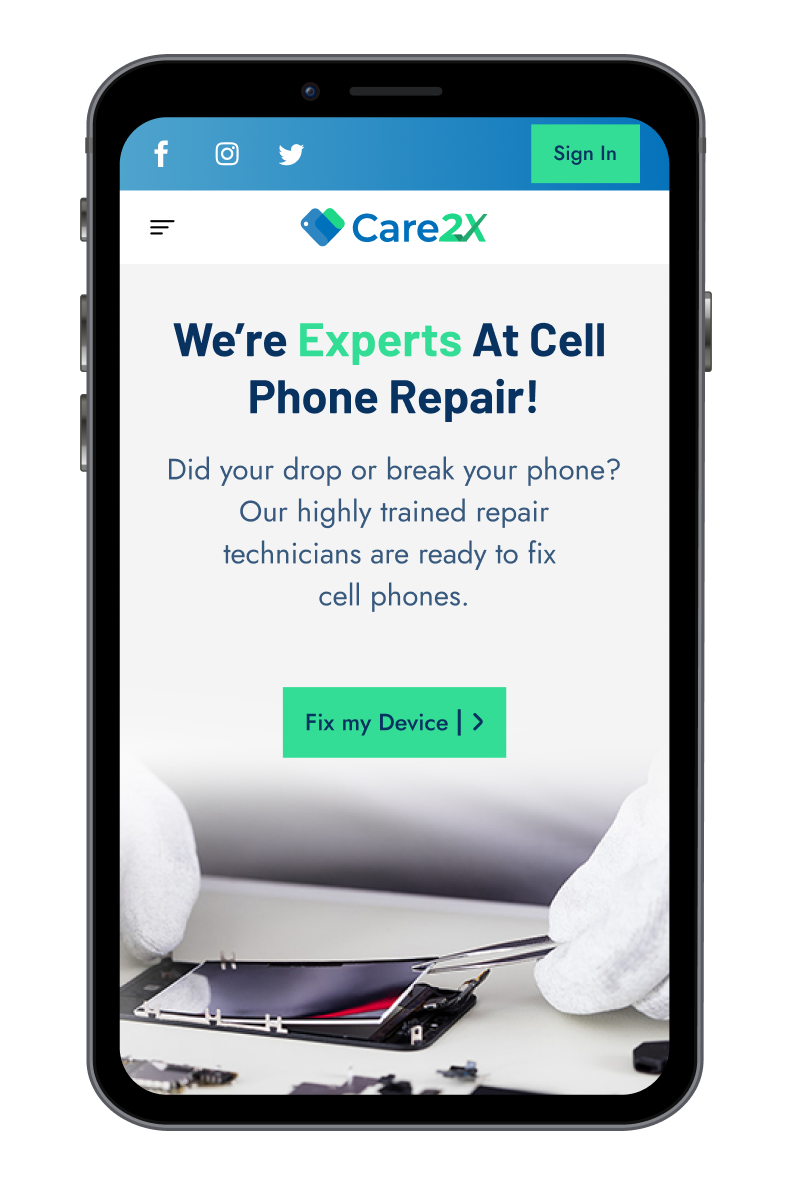 Sign In
Care2X
We’re Experts At Cell
Phone Repair!
Did your drop or break your phone?
Our highly trained repair
technicians are ready to fix
cell phones.
Fix my Device | >